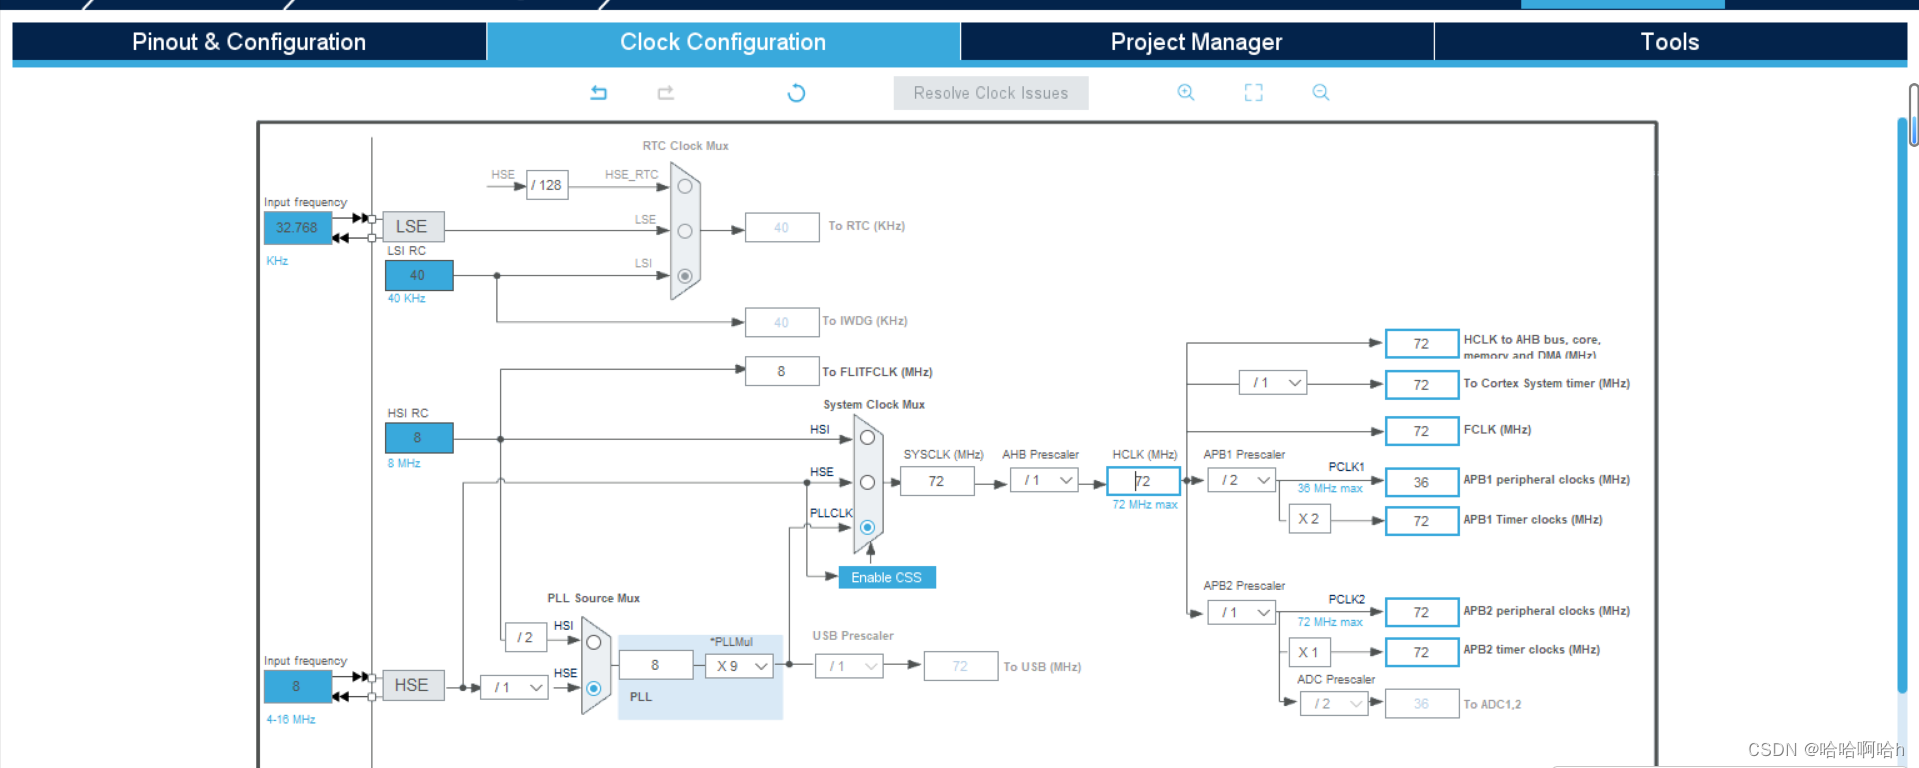 Pinout & Configuration
Clock Configuration
Project Manager
Tools
Resolve Clock Issues
RTC Clock Mux
HSE
/ 128
HSE_RTC
Input frequency
32.768
KHz
LSE
LSE
40
To RTC (KHz)
LSI RC
40
40 KHz
LSI
40
To IWDG (KHz)
8
To FLITFCLK (MHz)
HSI RC
8
8 MHz
System Clock Mux
HSI
HSE
PLLCLK
Enable CSS
SYSCLK (MHz)
72
AHB Prescaler
/ 1
HCLK (MHz)
72
72 MHz max
72
HCLK to AHB bus, core,
memory and DMA (MHz)
/ 1
72
To Cortex System timer (MHz)
72
FCLK (MHz)
APB1 Prescaler
/ 2
PCLK1
36 MHz max
36
APB1 peripheral clocks (MHz)
X 2
72
APB1 Timer clocks (MHz)
APB2 Prescaler
/ 1
PCLK2
72 MHz max
72
APB2 peripheral clocks (MHz)
X 1
72
APB2 timer clocks (MHz)
ADC Prescaler
/ 2
36
To ADC1,2
PLL Source Mux
HSI
/ 2
Input frequency
8
4-16 MHz
HSE
/ 1
HSE
8
PLL
*PLLMul
X 9
USB Prescaler
/ 1
72
To USB (MHz)
CSDN @哈哈啊哈h